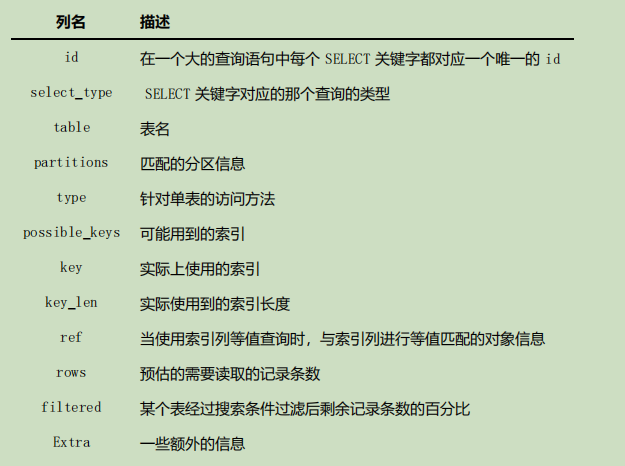 列名 描述
id 在一个大的查询语句中每个 SELECT 关键字都对应一个唯一的 id
select_type SELECT 关键字对应的那个查询的类型
table 表名
partitions 匹配的分区信息
type 针对单表的访问方法
possible_keys 可能用到的索引
key 实际上使用的索引
key_len 实际使用到的索引长度
ref 当使用索引列等值查询时，与索引列进行等值匹配的对象信息
rows 预估的需要读取的记录条数
filtered 某个表经过搜索条件过滤后剩余记录条数的百分比
Extra 一些额外的信息